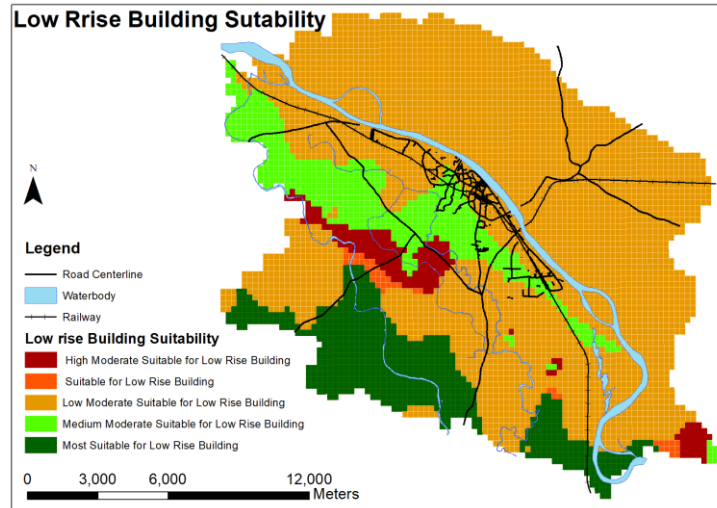 Low Rrise Building Sutability
N
Legend
Road Centerline
Waterbody
Railway
Low rise Building Suitability
High Moderate Suitable for Low Rise Building
Suitable for Low Rise Building
Low Moderate Suitable for Low Rise Building
Medium Moderate Suitable for Low Rise Building
Most Suitable for Low Rise Building
0 3,000 6,000 12,000
Meters